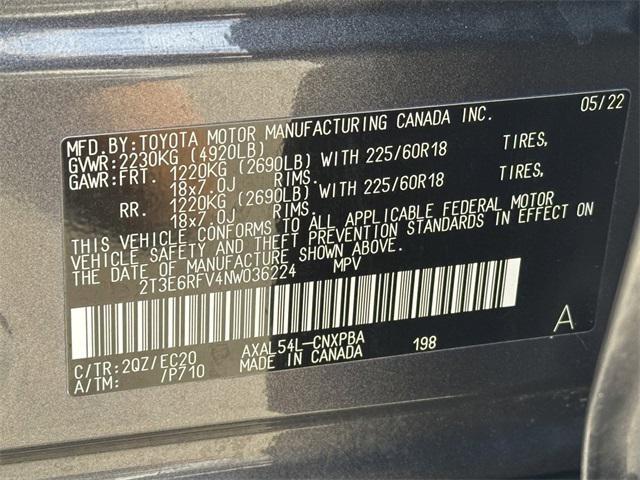 05/22
MFD.BY:TOYOTA MOTOR MANUFACTURING CANADA INC.
GVWR:2230KG (4920LB)
GAWR:FRT. 1220KG (2690LB) WITH 225/60R18 TIRES,
18x7.0J RIMS.
RR. 1220KG (2690LB) WITH 225/60R18 TIRES,
18x7.0J RIMS.
THIS VEHICLE CONFORMS TO ALL APPLICABLE FEDERAL MOTOR
VEHICLE SAFETY AND THEFT PREVENTION STANDARDS IN EFFECT ON
THE DATE OF MANUFACTURE SHOWN ABOVE.
2T3E6RFV4NW036224 MPV
A
C/TR:2QZ/EC20 AXAL54L-CNXPBA 198
A/TM: /P710 MADE IN CANADA